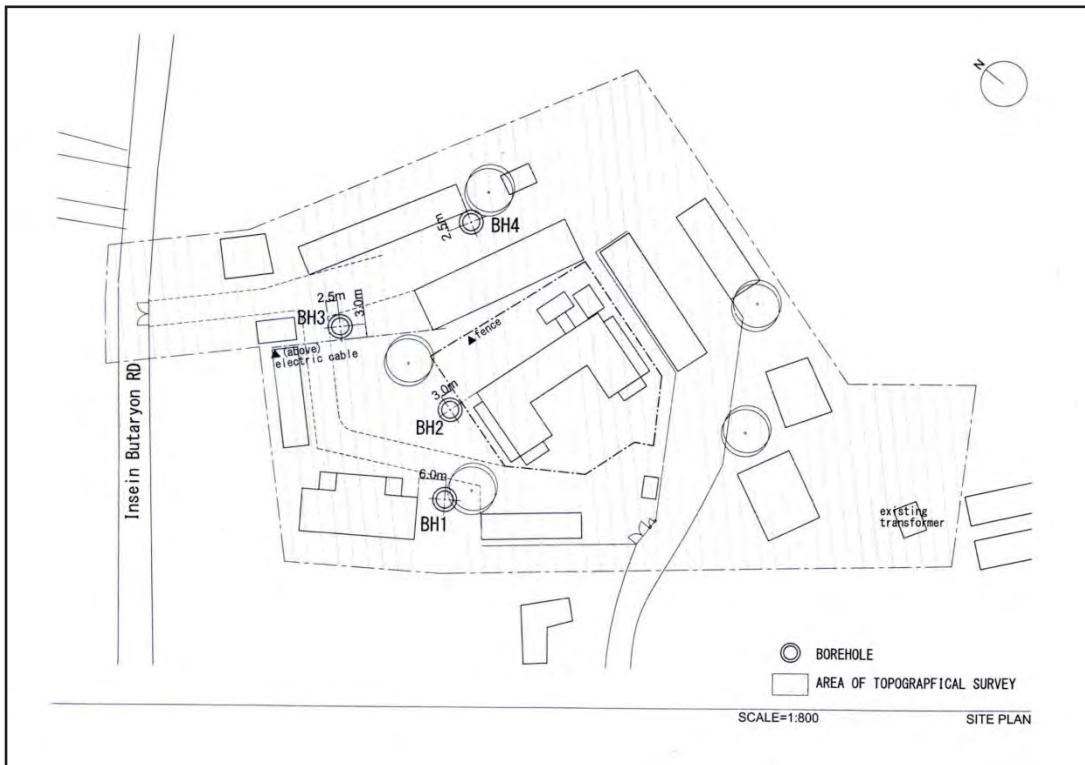 N
2.5m
BH4
2.5m
3.0m
BH3
▲(above)
electric cable
▲fence
3.0m
BH2
6.0m
BH1
Insein Butaryon RD
existing
transformer
BOREHOLE
AREA OF TOPOGRAPFICAL SURVEY
SCALE=1:800
SITE PLAN